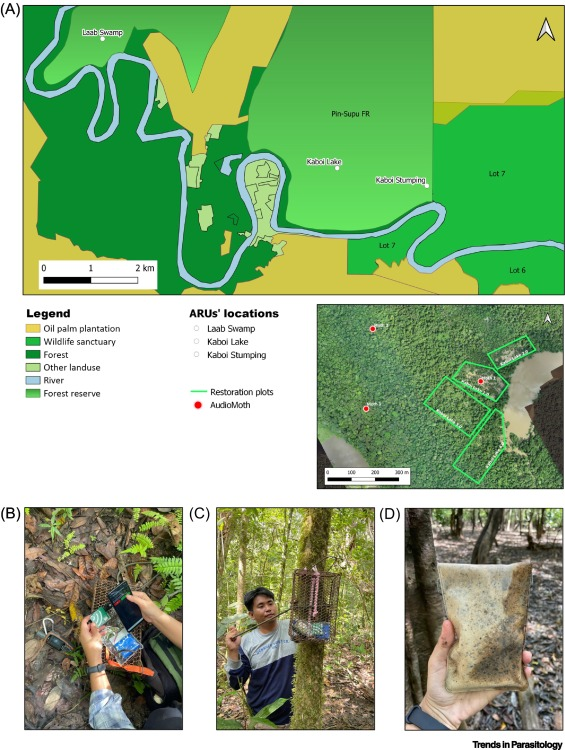 (A)
Laab Swamp
Pin-Supu FR
Kaboi Lake
Kaboi Stumping
Lot 7
Lot 7
Lot 6
0 1 2 km
Legend
Oil palm plantation
Wildlife sanctuary
Forest
Other landuse
River
Forest reserve
ARUs' locations
Laab Swamp
Kaboi Lake
Kaboi Stumping
Restoration plots
AudioMoth
0 100 200 300 m
(B)
(C)
(D)
Trends in Parasitology